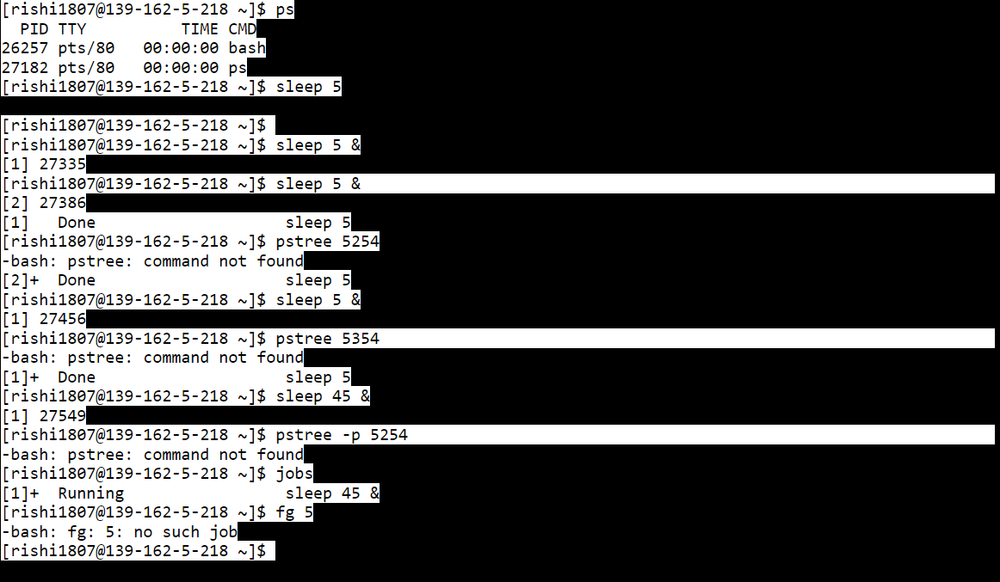 [rishi1807@139-162-5-218 ~]$ ps
  PID TTY          TIME CMD
26257 pts/80   00:00:00 bash
27182 pts/80   00:00:00 ps
[rishi1807@139-162-5-218 ~]$ sleep 5
[rishi1807@139-162-5-218 ~]$
[rishi1807@139-162-5-218 ~]$ sleep 5 &
[1] 27335
[rishi1807@139-162-5-218 ~]$ sleep 5 &
[2] 27386
[1]   Done                    sleep 5
[rishi1807@139-162-5-218 ~]$ pstree 5254
-bash: pstree: command not found
[2]+  Done                    sleep 5
[rishi1807@139-162-5-218 ~]$ sleep 5 &
[1] 27456
[rishi1807@139-162-5-218 ~]$ pstree 5354
-bash: pstree: command not found
[1]+  Done                    sleep 5
[rishi1807@139-162-5-218 ~]$ sleep 45 &
[1] 27549
[rishi1807@139-162-5-218 ~]$ pstree -p 5254
-bash: pstree: command not found
[rishi1807@139-162-5-218 ~]$ jobs
[1]+  Running                 sleep 45 &
[rishi1807@139-162-5-218 ~]$ fg 5
-bash: fg: 5: no such job
[rishi1807@139-162-5-218 ~]$